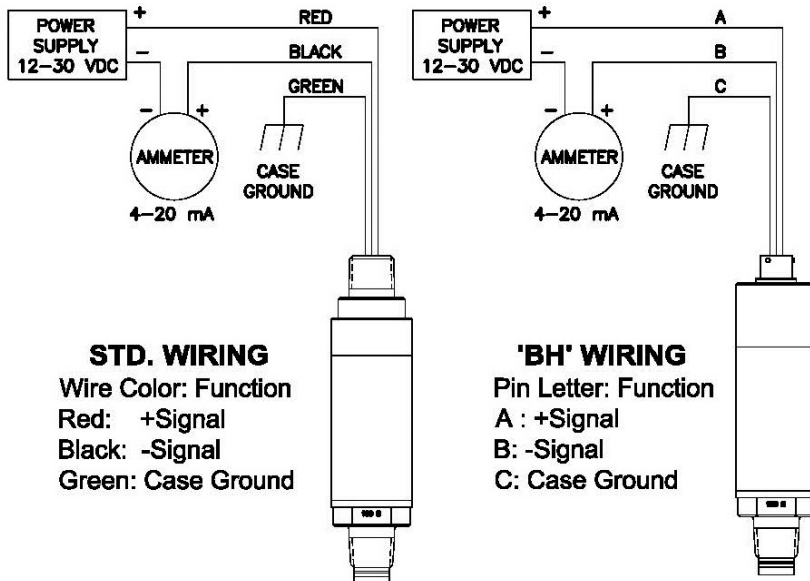 POWER
SUPPLY
12–30 VDC
+
–
RED
BLACK
GREEN
–
+
AMMETER
4–20 mA
CASE
GROUND
STD. WIRING
Wire Color: Function
Red: +Signal
Black: -Signal
Green: Case Ground
POWER
SUPPLY
12–30 VDC
+
–
A
B
C
–
+
AMMETER
4–20 mA
CASE
GROUND
'BH' WIRING
Pin Letter: Function
A : +Signal
B: -Signal
C: Case Ground